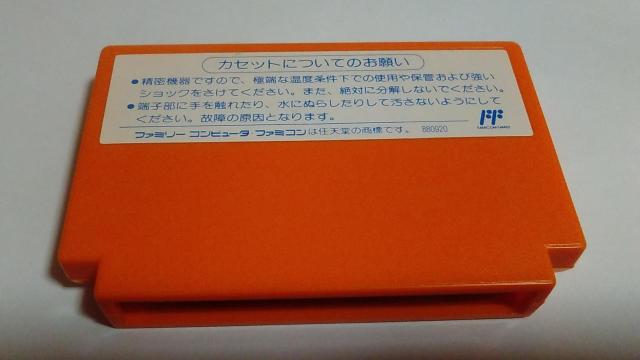 カセットについてのお願い
●精密機器ですので、極端な温度条件下での使用や保管および強い
ショックをさけてください。また、絶対に分解しないでください。
●端子部に手を触れたり、水にぬらしたりして汚さないようにして
ください。故障の原因となります。
ファミリー コンピュータ・ファミコンは任天堂の商標です。 880920
FAMICOM FAMILY